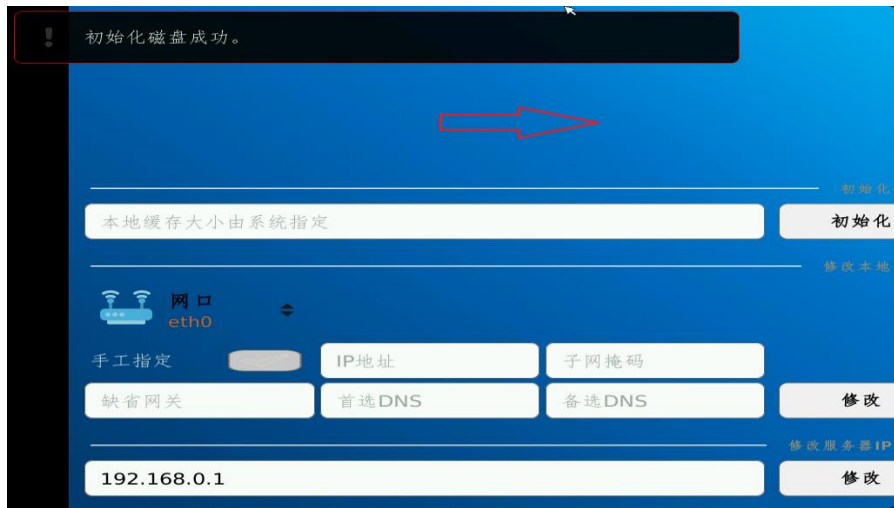 初始化磁盘成功。
初始化
本地缓存大小由系统指定
初始化
修改本地
网口
eth0
手工指定
IP地址
子网掩码
缺省网关
首选DNS
备选DNS
修改
修改服务器IP
192.168.0.1
修改